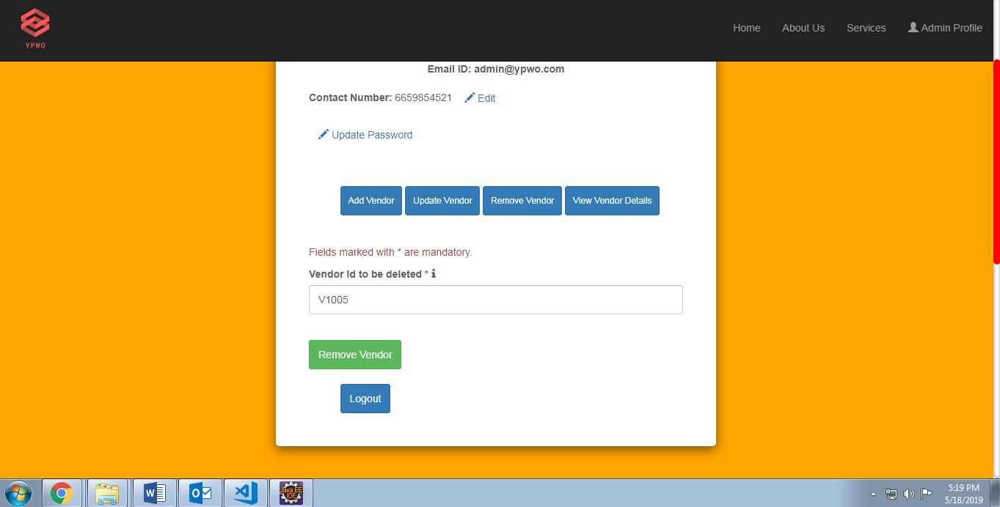 YPWO
Home About Us Services Admin Profile
Email ID: admin@ypwo.com
Contact Number: 6659854521 Edit
Update Password
Add Vendor Update Vendor Remove Vendor View Vendor Details
Fields marked with * are mandatory.
Vendor Id to be deleted *
V1005
Remove Vendor
Logout
Java EE
IDE
5:19 PM
5/18/2019